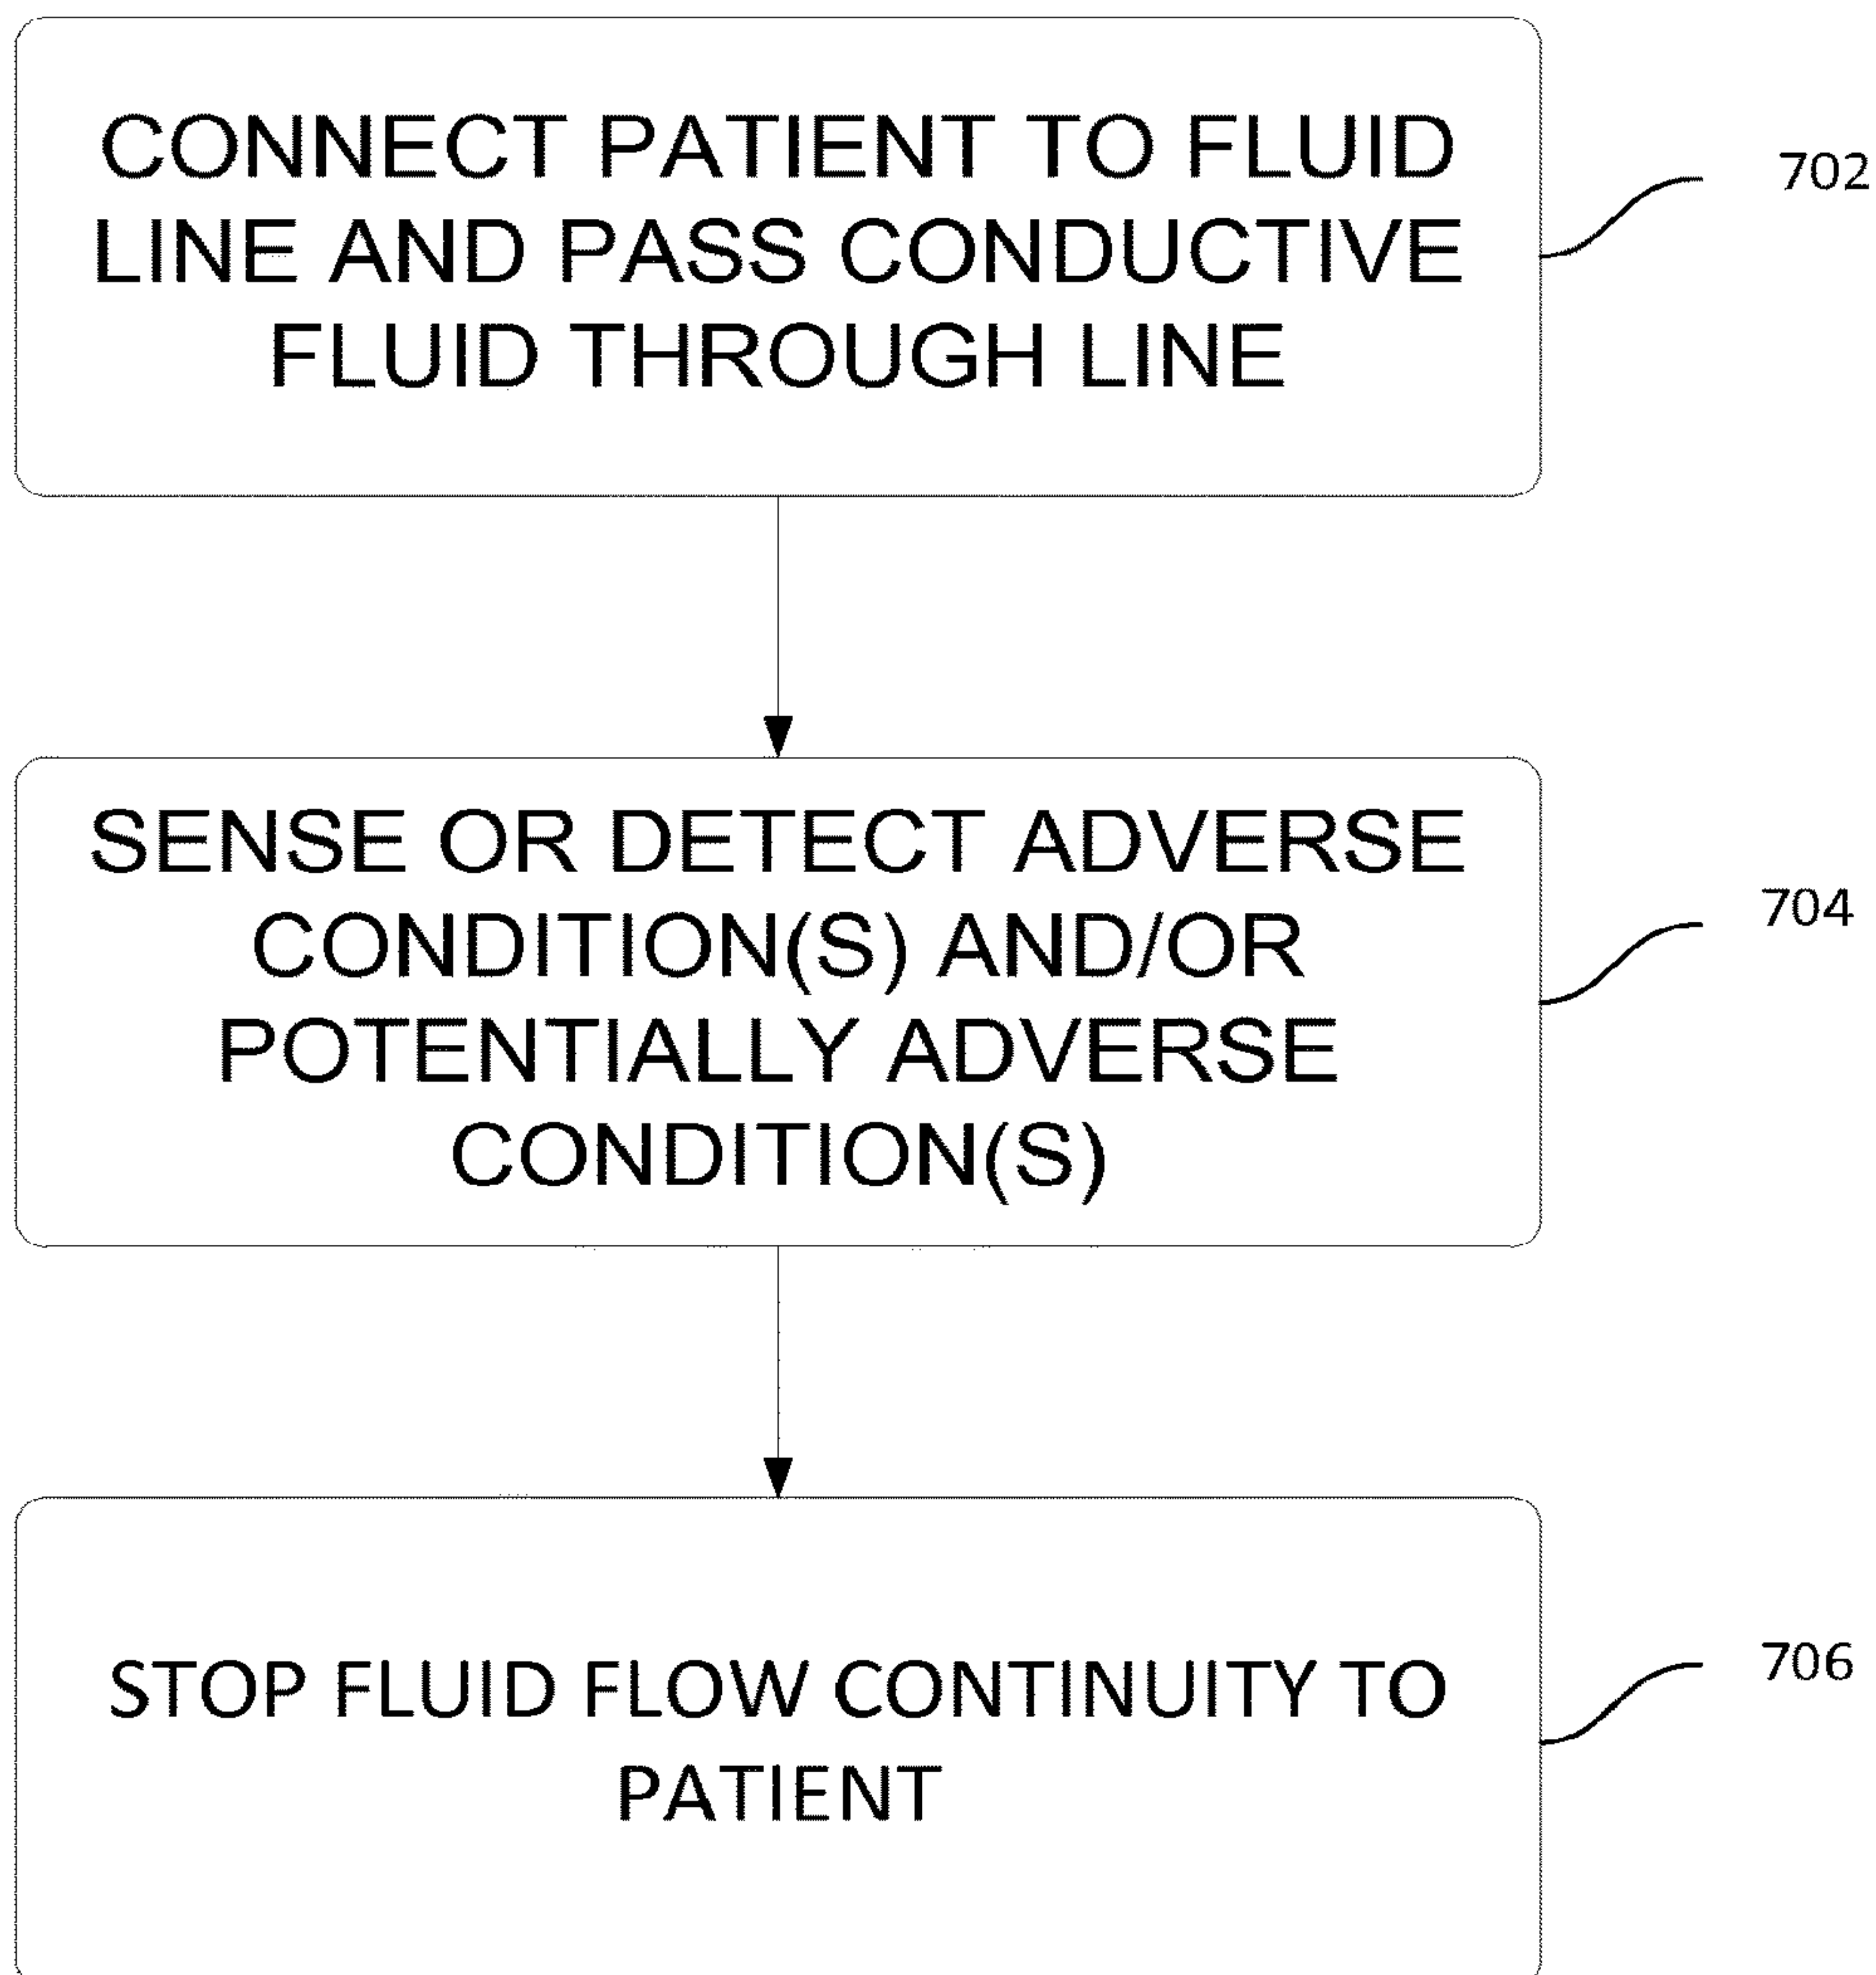 CONNECT PATIENT TO FLUID
LINE AND PASS CONDUCTIVE
FLUID THROUGH LINE
702
SENSE OR DETECT ADVERSE
CONDITION(S) AND/OR
POTENTIALLY ADVERSE
CONDITION(S)
704
STOP FLUID FLOW CONTINUITY TO
PATIENT
706